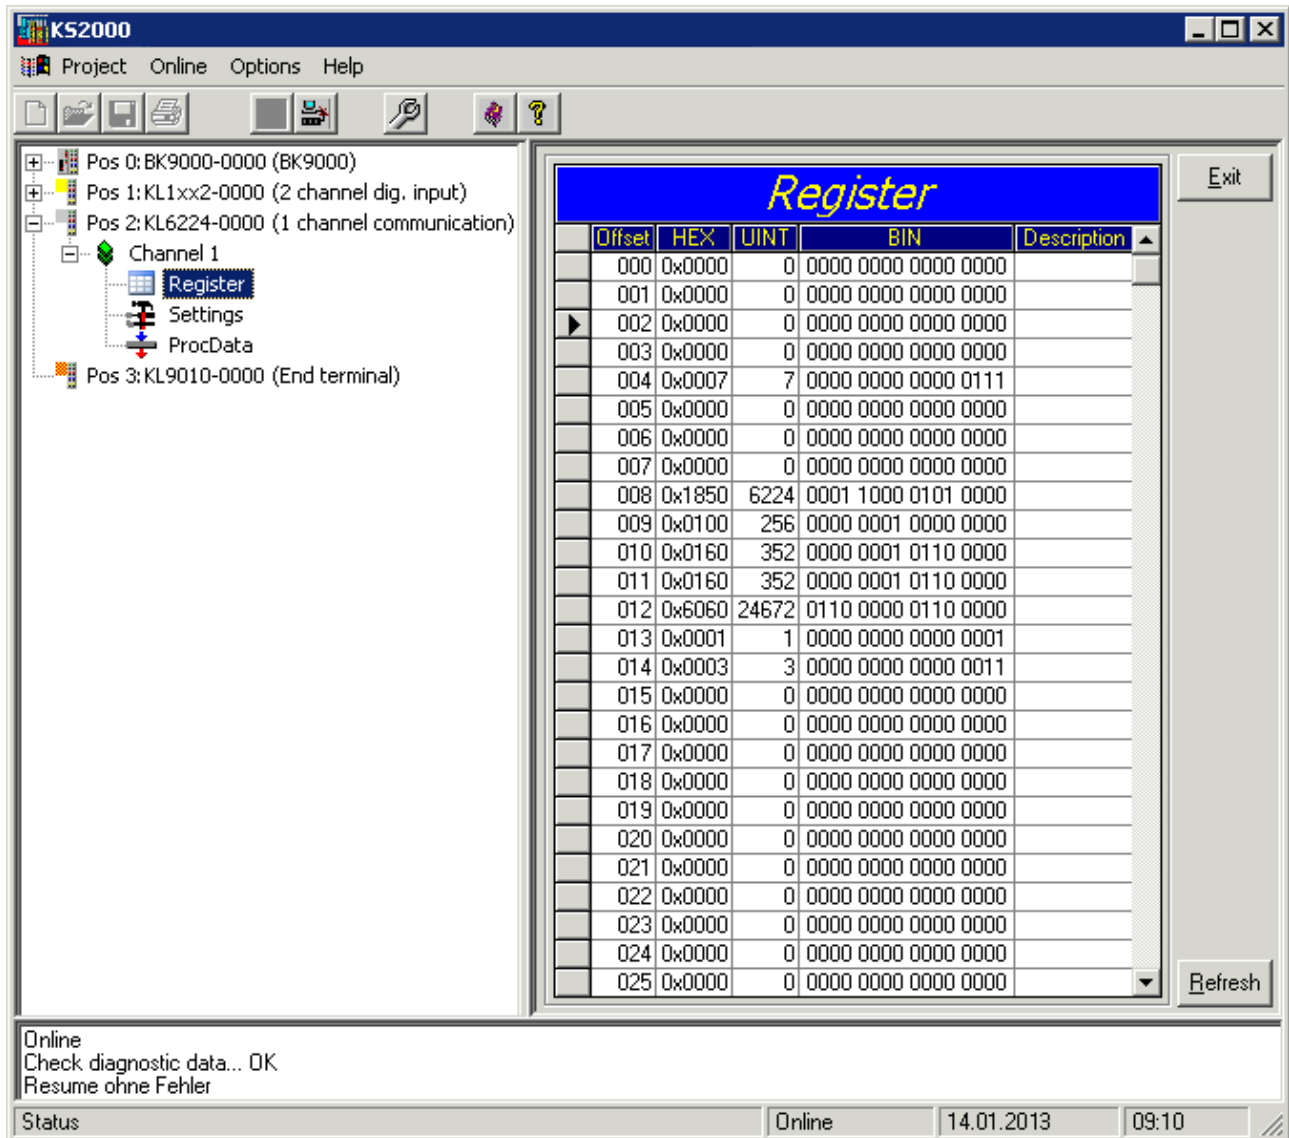 KS2000
Project Online Options Help
Pos 0: BK9000-0000 (BK9000)
Pos 1: KL1xx2-0000 (2 channel dig. input)
Pos 2: KL6224-0000 (1 channel communication)
Channel 1
Register
Settings
ProcData
Pos 3: KL9010-0000 (End terminal)
Register
Offset HEX UINT BIN Description
000 0x0000 0 0000 0000 0000 0000
001 0x0000 0 0000 0000 0000 0000
002 0x0000 0 0000 0000 0000 0000
003 0x0000 0 0000 0000 0000 0000
004 0x0007 7 0000 0000 0000 0111
005 0x0000 0 0000 0000 0000 0000
006 0x0000 0 0000 0000 0000 0000
007 0x0000 0 0000 0000 0000 0000
008 0x1850 6224 0001 1000 0101 0000
009 0x0100 256 0000 0001 0000 0000
010 0x0160 352 0000 0001 0110 0000
011 0x0160 352 0000 0001 0110 0000
012 0x6060 24672 0110 0000 0110 0000
013 0x0001 1 0000 0000 0000 0001
014 0x0003 3 0000 0000 0000 0011
015 0x0000 0 0000 0000 0000 0000
016 0x0000 0 0000 0000 0000 0000
017 0x0000 0 0000 0000 0000 0000
018 0x0000 0 0000 0000 0000 0000
019 0x0000 0 0000 0000 0000 0000
020 0x0000 0 0000 0000 0000 0000
021 0x0000 0 0000 0000 0000 0000
022 0x0000 0 0000 0000 0000 0000
023 0x0000 0 0000 0000 0000 0000
024 0x0000 0 0000 0000 0000 0000
025 0x0000 0 0000 0000 0000 0000
Exit
Refresh
Online
Check diagnostic data... OK
Resume ohne Fehler
Status Online 14.01.2013 09:10